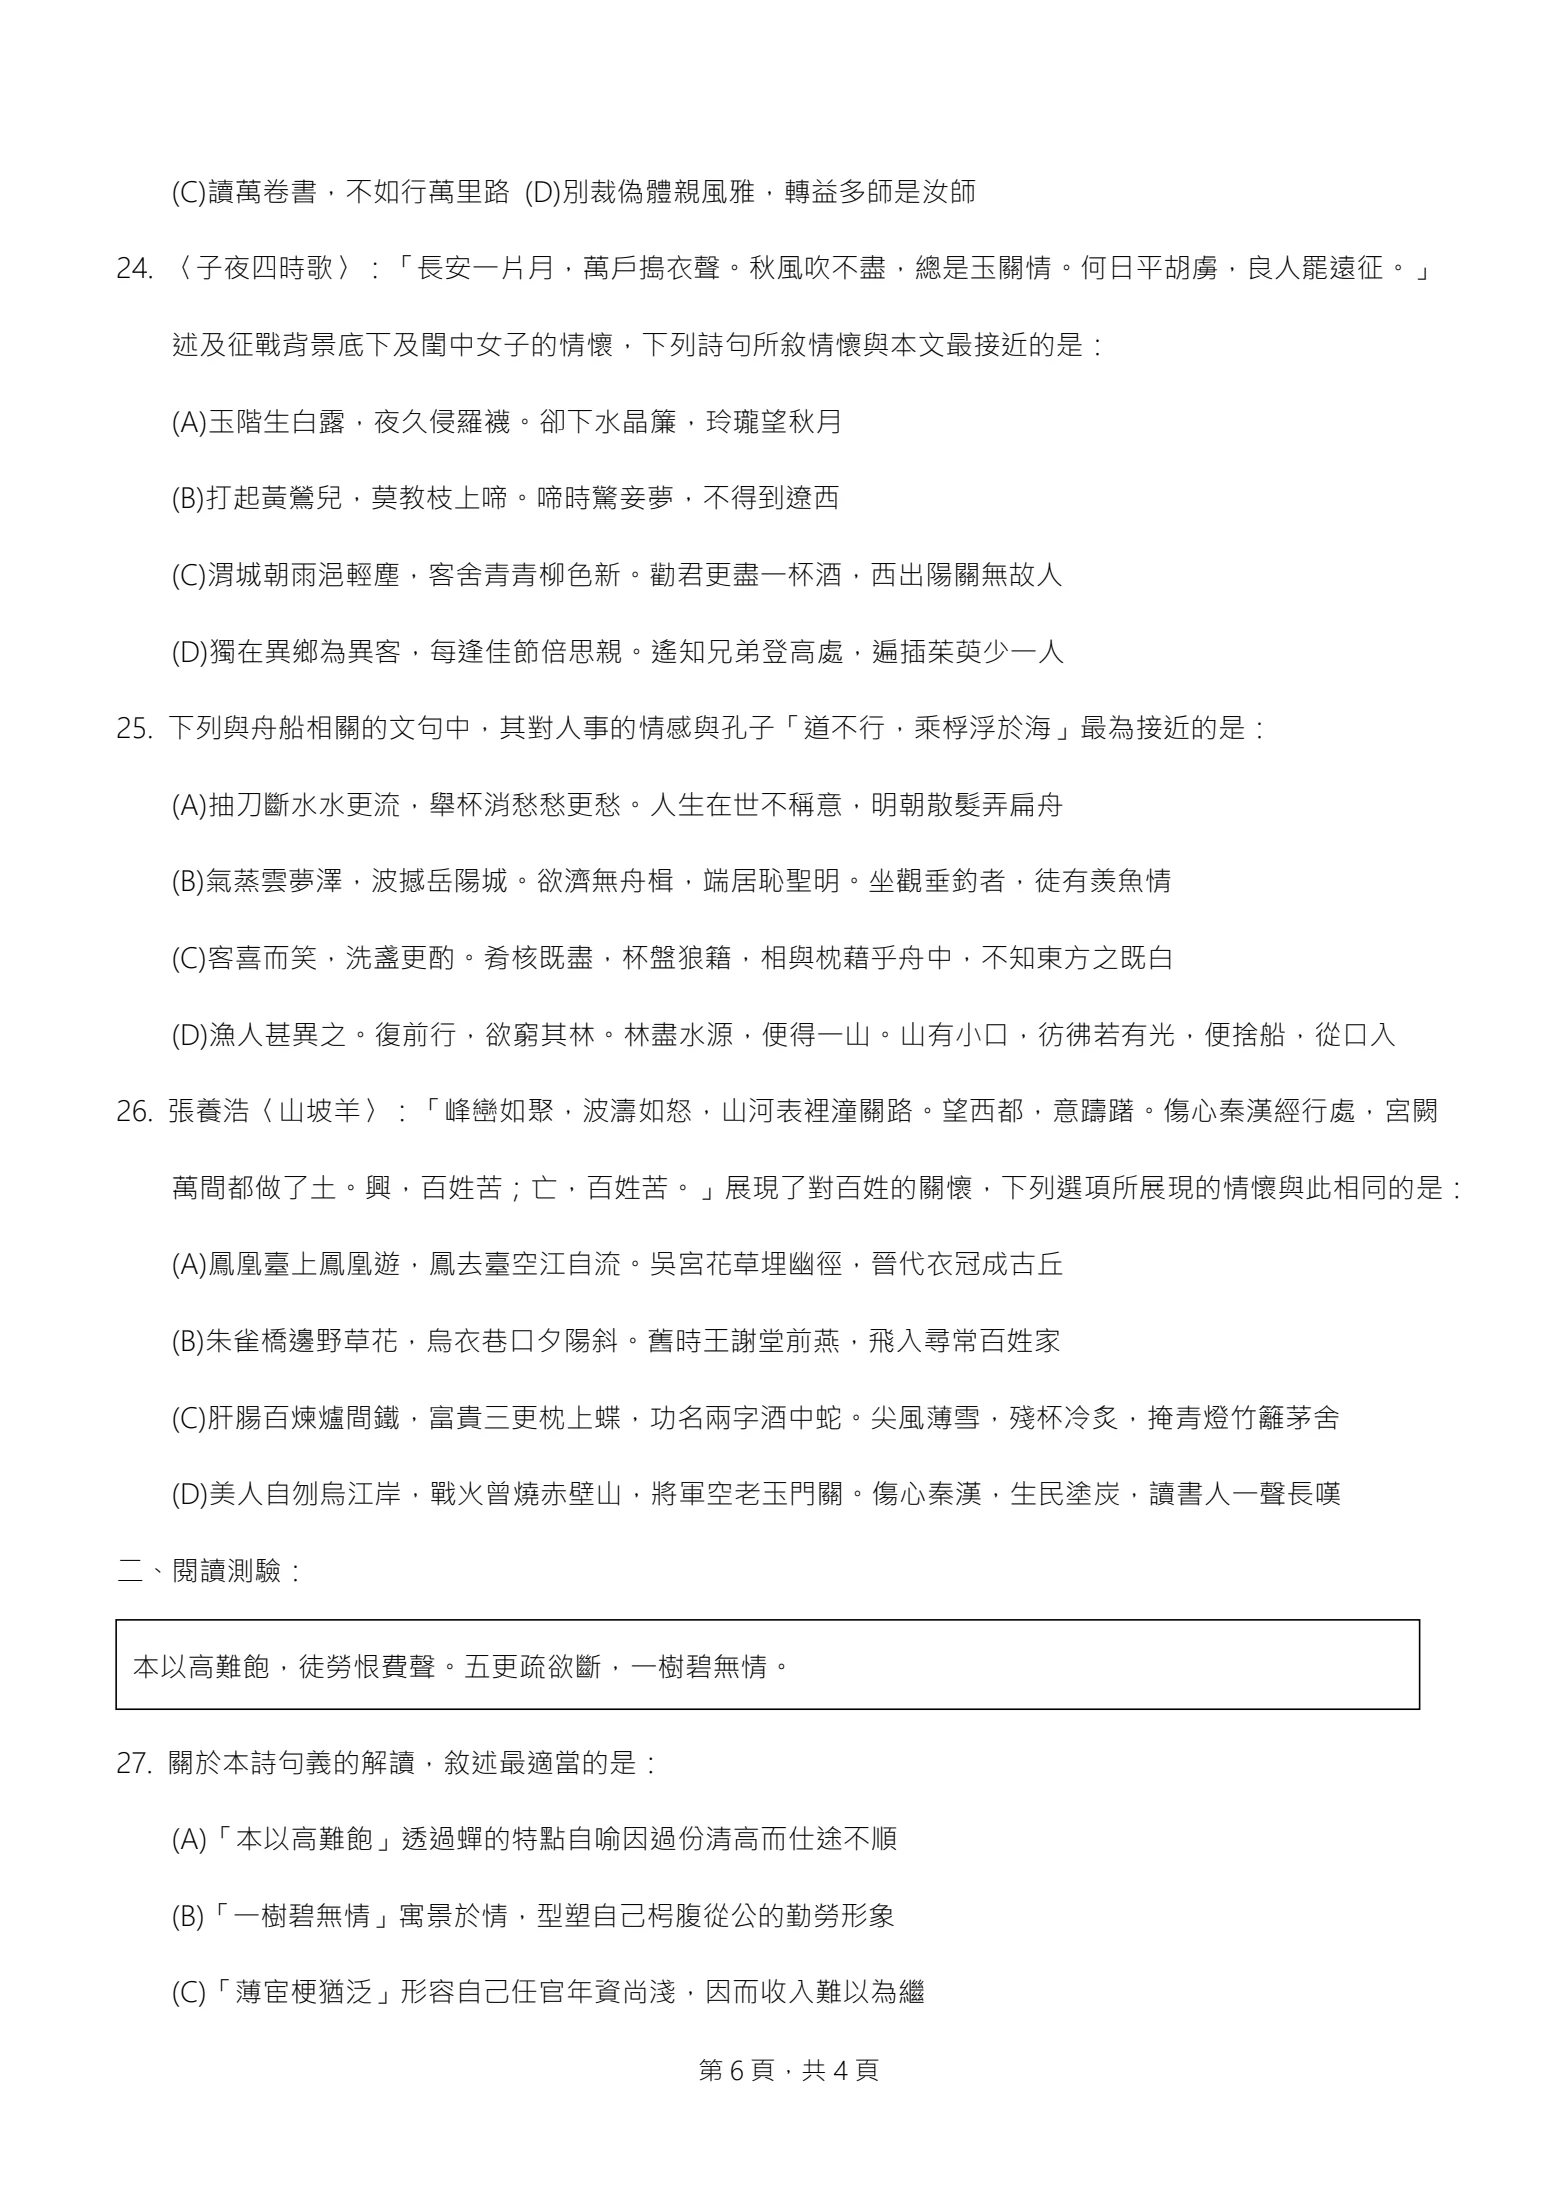 (C)讀萬卷書，不如行萬里路 (D)別裁偽體親風雅，轉益多師是汝師
24. 〈子夜四時歌〉：「長安一片月，萬戶搗衣聲。秋風吹不盡，總是玉關情。何日平胡虜，良人罷遠征。」
述及征戰背景底下及閨中女子的情懷，下列詩句所敘情懷與本文最接近的是：
(A)玉階生白露，夜久侵羅襪。卻下水晶簾，玲瓏望秋月
(B)打起黃鶯兒，莫教枝上啼。啼時驚妾夢，不得到遼西
(C)渭城朝雨浥輕塵，客舍青青柳色新。勸君更盡一杯酒，西出陽關無故人
(D)獨在異鄉為異客，每逢佳節倍思親。遙知兄弟登高處，遍插茱萸少一人
25. 下列與舟船相關的文句中，其對人事的情感與孔子「道不行，乘桴浮於海」最為接近的是：
(A)抽刀斷水水更流，舉杯消愁愁更愁。人生在世不稱意，明朝散髮弄扁舟
(B)氣蒸雲夢澤，波撼岳陽城。欲濟無舟楫，端居恥聖明。坐觀垂釣者，徒有羨魚情
(C)客喜而笑，洗盞更酌。肴核既盡，杯盤狼籍，相與枕藉乎舟中，不知東方之既白
(D)漁人甚異之。復前行，欲窮其林。林盡水源，便得一山。山有小口，彷彿若有光，便捨船，從口入
26. 張養浩〈山坡羊〉：「峰巒如聚，波濤如怒，山河表裡潼關路。望西都，意躊躇。傷心秦漢經行處，宮闕
萬間都做了土。興，百姓苦；亡，百姓苦。」展現了對百姓的關懷，下列選項所展現的情懷與此相同的是：
(A)鳳凰臺上鳳凰遊，鳳去臺空江自流。吳宮花草埋幽徑，晉代衣冠成古丘
(B)朱雀橋邊野草花，烏衣巷口夕陽斜。舊時王謝堂前燕，飛入尋常百姓家
(C)肝腸百煉爐間鐵，富貴三更枕上蝶，功名兩字酒中蛇。尖風薄雪，殘杯冷炙，掩青燈竹籬茅舍
(D)美人自刎烏江岸，戰火曾燒赤壁山，將軍空老玉門關。傷心秦漢，生民塗炭，讀書人一聲長嘆
二、閱讀測驗：
本以高難飽，徒勞恨費聲。五更疏欲斷，一樹碧無情。
27. 關於本詩句義的解讀，敘述最適當的是：
(A)「本以高難飽」透過蟬的特點自喻因過份清高而仕途不順
(B)「一樹碧無情」寓景於情，型塑自己枵腹從公的勤勞形象
(C)「薄宦梗猶泛」形容自己任官年資尚淺，因而收入難以為繼
第 6 頁，共 4 頁